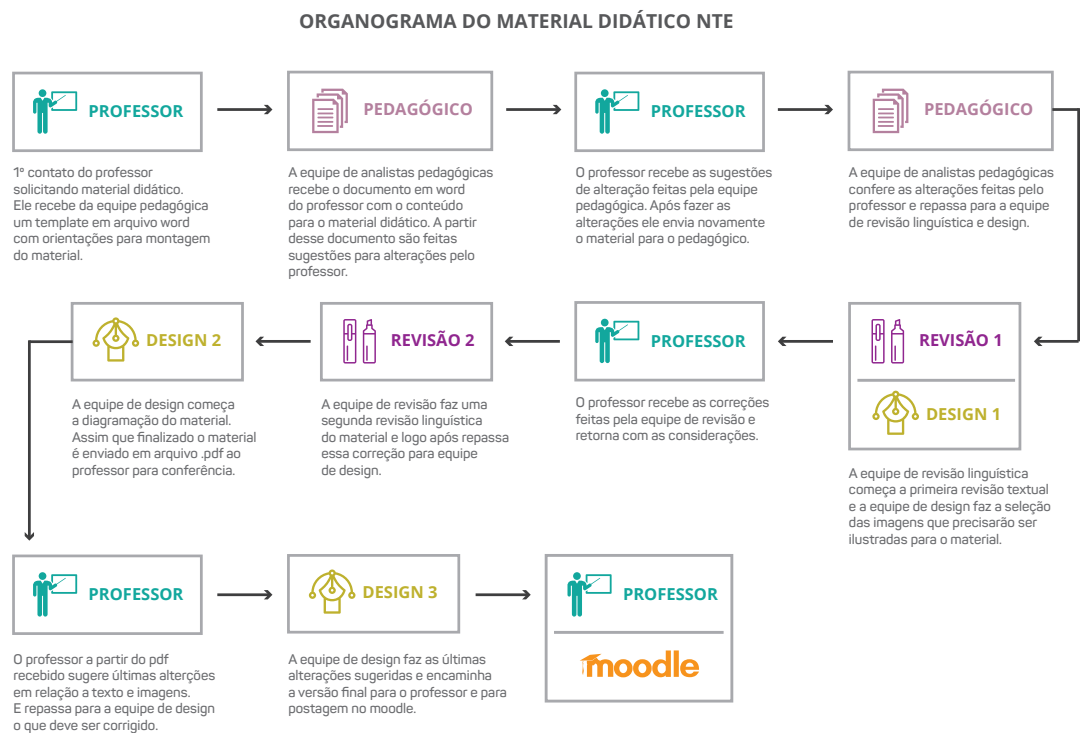 ORGANOGRAMA DO MATERIAL DIDÁTICO NTE
PROFESSOR
1º contato do professor
solicitando material didático.
Ele recebe da equipe pedagógica
um template em arquivo word
com orientações para montagem
do material.
PEDAGÓGICO
A equipe de analistas pedagógicas
recebe o documento em word
do professor com o conteúdo
para o material didático. A partir
desse documento são feitas
sugestões para alterações pelo
professor.
PROFESSOR
O professor recebe as sugestões
de alteração feitas pela equipe
pedagógica. Após fazer as
alterações ele envia novamente
o material para o pedagógico.
PEDAGÓGICO
A equipe de analistas pedagógicas
confere as alterações feitas pelo
professor e repassa para a equipe
de revisão linguística e design.
REVISÃO 1
DESIGN 1
A equipe de revisão linguística
começa a primeira revisão textual
e a equipe de design faz a seleção
das imagens que precisarão ser
ilustradas para o material.
PROFESSOR
O professor recebe as correções
feitas pela equipe de revisão e
retorna com as considerações.
REVISÃO 2
A equipe de revisão faz uma
segunda revisão linguística
do material e logo após repassa
essa correção para equipe
de design.
DESIGN 2
A equipe de design começa
a diagramação do material.
Assim que finalizado o material
é enviado em arquivo .pdf ao
professor para conferência.
PROFESSOR
O professor a partir do pdf
recebido sugere últimas alterções
em relação a texto e imagens.
E repassa para a equipe de design
o que deve ser corrigido.
DESIGN 3
A equipe de design faz as últimas
alterações sugeridas e encaminha
a versão final para o professor e para
postagem no moodle.
PROFESSOR
moodle